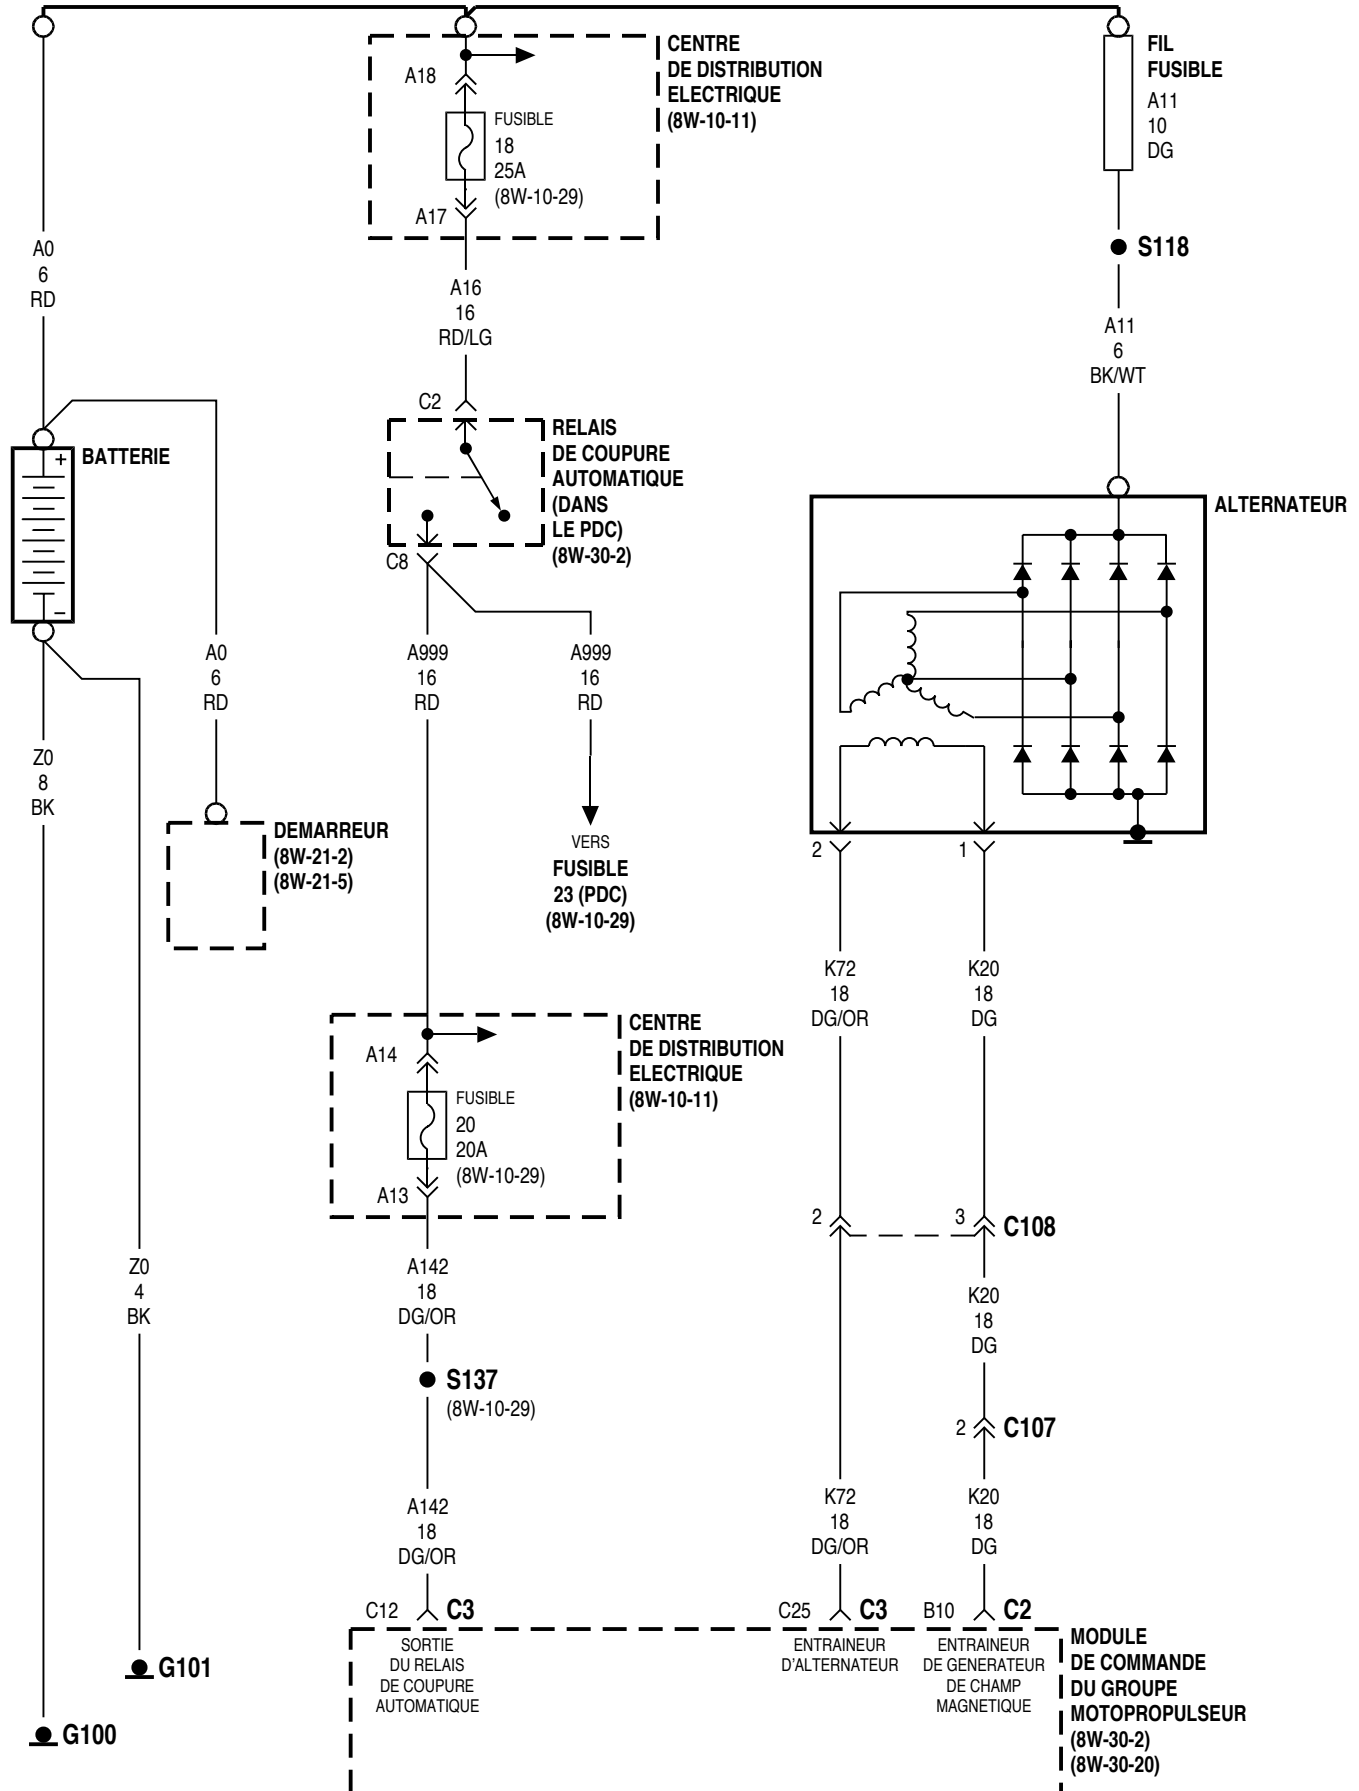 CENTRE
DE DISTRIBUTION
ELECTRIQUE
(8W-10-11)
A18
FUSIBLE
18
25A
(8W-10-29)
A17
FIL
FUSIBLE
A11
10
DG
S118
A0
6
RD
A16
16
RD/LG
A11
6
BK/WT
C2
RELAIS
DE COUPURE
AUTOMATIQUE
(DANS
LE PDC)
(8W-30-2)
C8
+
BATTERIE
–
ALTERNATEUR
A0
6
RD
A999
16
RD
A999
16
RD
Z0
8
BK
DEMARREUR
(8W-21-2)
(8W-21-5)
VERS
FUSIBLE
23 (PDC)
(8W-10-29)
2
1
K72
18
DG/OR
K20
18
DG
CENTRE
DE DISTRIBUTION
ELECTRIQUE
(8W-10-11)
A14
FUSIBLE
20
20A
(8W-10-29)
A13
2
3
C108
Z0
4
BK
A142
18
DG/OR
K20
18
DG
S137
(8W-10-29)
2
C107
A142
18
DG/OR
K72
18
DG/OR
K20
18
DG
C12
C3
C25
C3
B10
C2
SORTIE
DU RELAIS
DE COUPURE
AUTOMATIQUE
ENTRAINEUR
D'ALTERNATEUR
ENTRAINEUR
DE GENERATEUR
DE CHAMP
MAGNETIQUE
MODULE
DE COMMANDE
DU GROUPE
MOTOPROPULSEUR
(8W-30-2)
(8W-30-20)
G101
G100